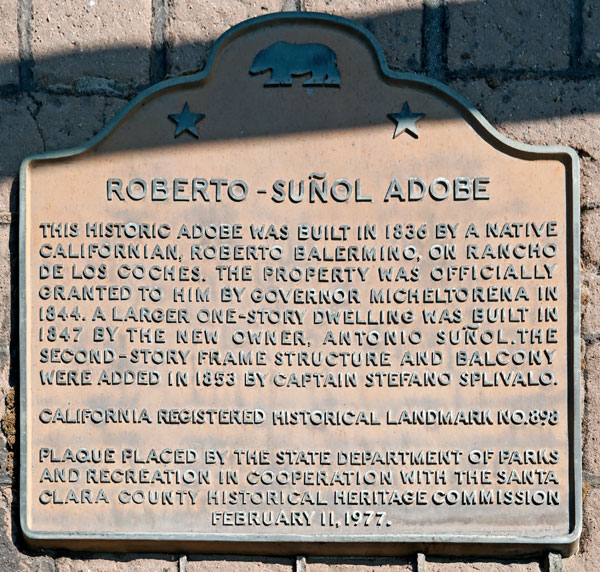 ROBERTO-SUÑOL ADOBE
THIS HISTORIC ADOBE WAS BUILT IN 1836 BY A NATIVE
CALIFORNIAN, ROBERTO BALERMINO, ON RANCHO
DE LOS COCHES. THE PROPERTY WAS OFFICIALLY
GRANTED TO HIM BY GOVERNOR MICHELTORENA IN
1844. A LARGER ONE-STORY DWELLING WAS BUILT IN
1847 BY THE NEW OWNER, ANTONIO SUÑOL. THE
SECOND-STORY FRAME STRUCTURE AND BALCONY
WERE ADDED IN 1853 BY CAPTAIN STEFANO SPLIVALO.
CALIFORNIA REGISTERED HISTORICAL LANDMARK NO. 898
PLAQUE PLACED BY THE STATE DEPARTMENT OF PARKS
AND RECREATION IN COOPERATION WITH THE SANTA
CLARA COUNTY HISTORICAL HERITAGE COMMISSION
FEBRUARY 11, 1977.